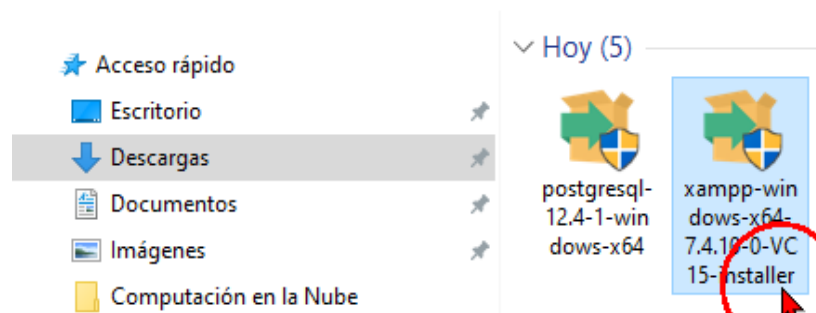 Acceso rápido
Escritorio
Descargas
Documentos
Imágenes
Computación en la Nube
Hoy (5)
postgresql-
12.4-1-win
dows-x64
xampp-win
dows-x64-
7.4.10-0-VC
15-installer